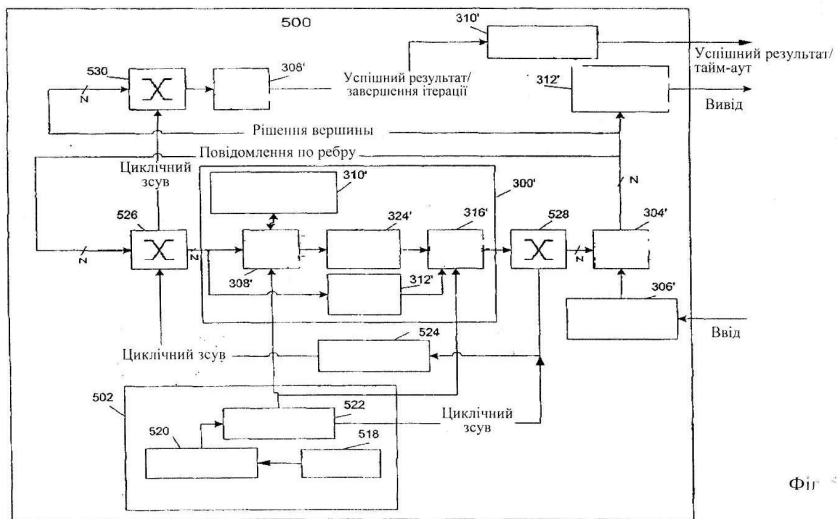 500
310'
Успішний результат/
тайм-аут
530
308'
Успішний результат/
завершення ітерації
312'
Вивід
Z
Рішення вершины
Повідомлення по ребру
Циклічний
зсув
Z
310'
300'
526
324'
316'
528
304'
Z
Z
Z
308'
312'
306'
Ввід
Циклічний зсув
524
502
522
Циклічний
зсув
520
518
Фіг